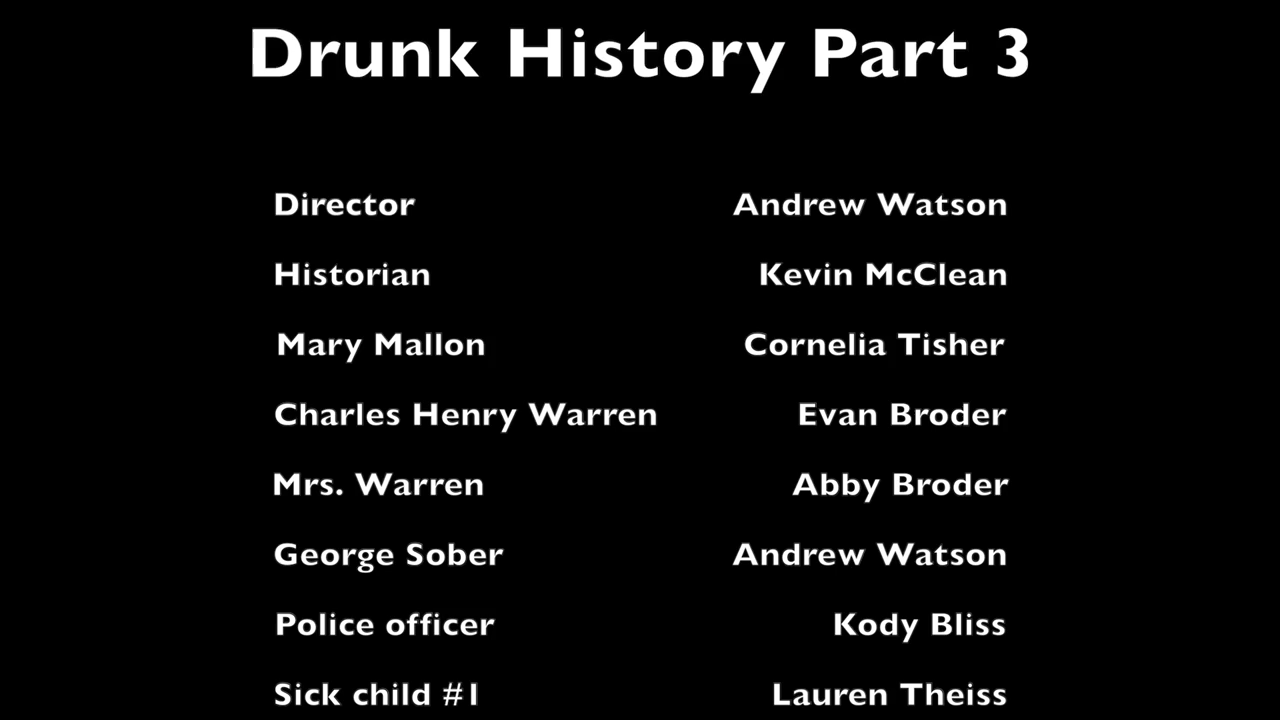 Drunk History Part 3
Director Andrew Watson
Historian Kevin McClean
Mary Mallon Cornelia Tisher
Charles Henry Warren Evan Broder
Mrs. Warren Abby Broder
George Sober Andrew Watson
Police officer Kody Bliss
Sick child #1 Lauren Theiss